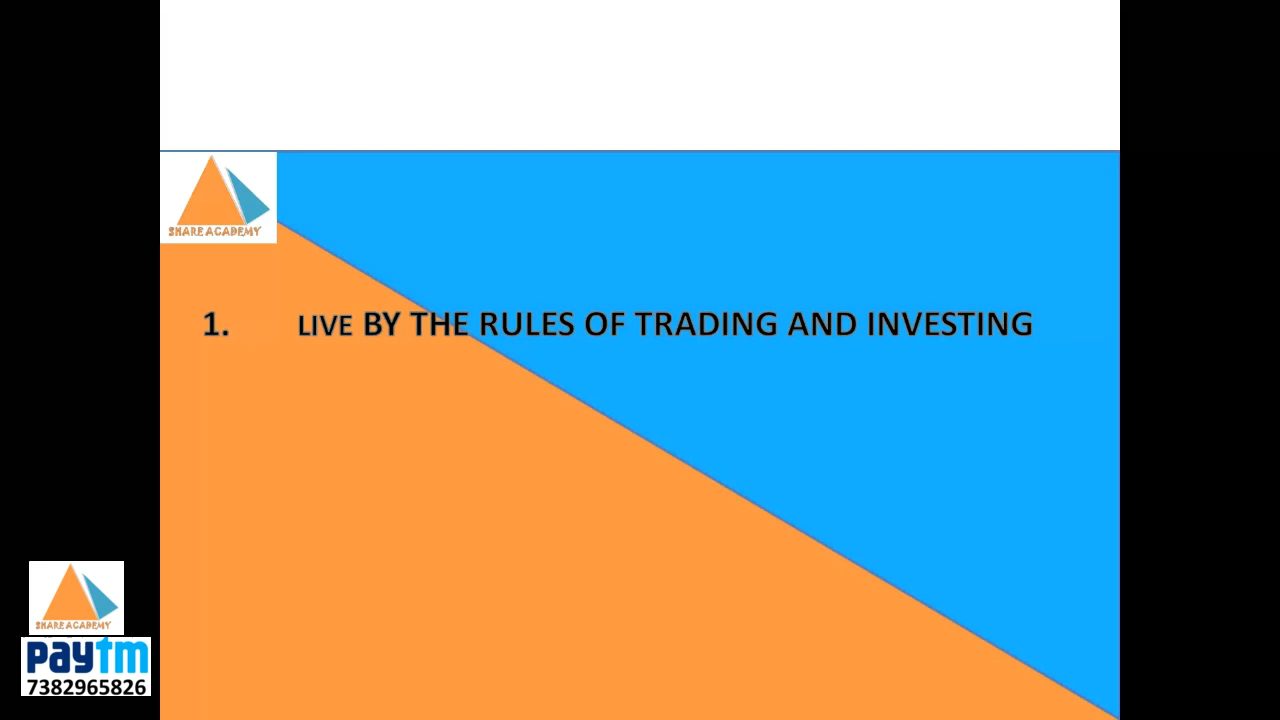 SHARE ACADEMY
1. LIVE BY THE RULES OF TRADING AND INVESTING
SHARE ACADEMY
paytm
7382965826